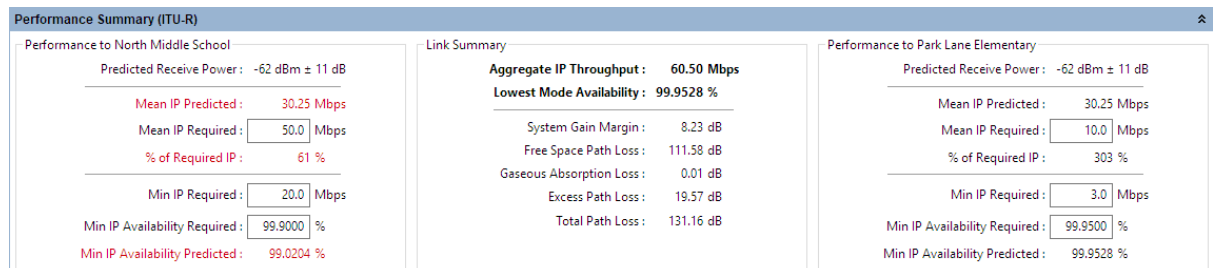 Performance Summary (ITU-R)
Performance to North Middle School
Predicted Receive Power : -62 dBm ± 11 dB
Mean IP Predicted : 30.25 Mbps
Mean IP Required : 50.0 Mbps
% of Required IP : 61 %
Min IP Required : 20.0 Mbps
Min IP Availability Required : 99.9000 %
Min IP Availability Predicted : 99.0204 %
Link Summary
Aggregate IP Throughput : 60.50 Mbps
Lowest Mode Availability : 99.9528 %
System Gain Margin : 8.23 dB
Free Space Path Loss : 111.58 dB
Gaseous Absorption Loss : 0.01 dB
Excess Path Loss : 19.57 dB
Total Path Loss : 131.16 dB
Performance to Park Lane Elementary
Predicted Receive Power : -62 dBm ± 11 dB
Mean IP Predicted : 30.25 Mbps
Mean IP Required : 10.0 Mbps
% of Required IP : 303 %
Min IP Required : 3.0 Mbps
Min IP Availability Required : 99.9500 %
Min IP Availability Predicted : 99.9528 %